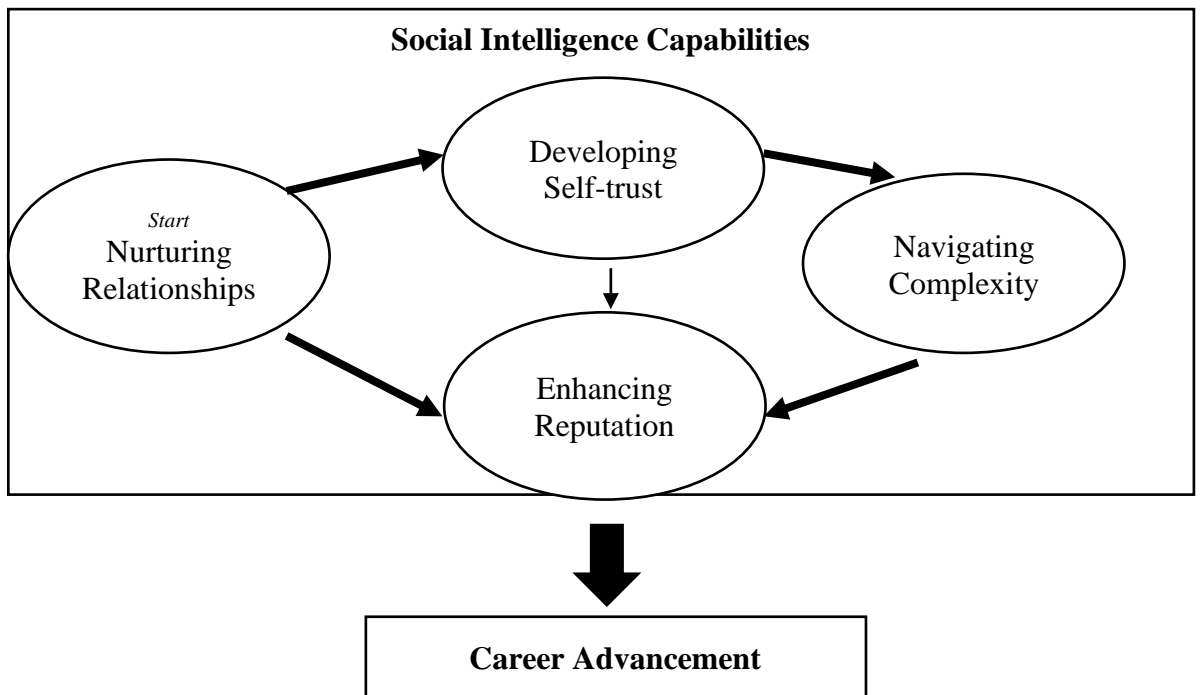 Social Intelligence Capabilities
Developing
Self-trust
Start
Nurturing
Relationships
Navigating
Complexity
Enhancing
Reputation
Career Advancement